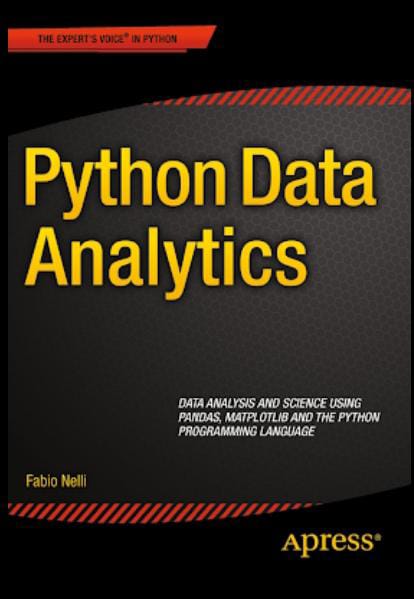 THE EXPERT'S VOICE® IN PYTHON
Python Data
Analytics
DATA ANALYSIS AND SCIENCE USING
PANDAS, MATPLOTLIB AND THE PYTHON
PROGRAMMING LANGUAGE
Fabio Nelli
Apress®